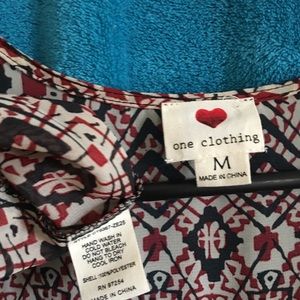 one clothing
M
MADE IN CHINA
HAND WASH IN
COLD WATER
DO NOT BLEACH
HANG TO DRY
COOL IRON
SHELL:100% POLYESTER
RN 97254
MADE IN CHINA